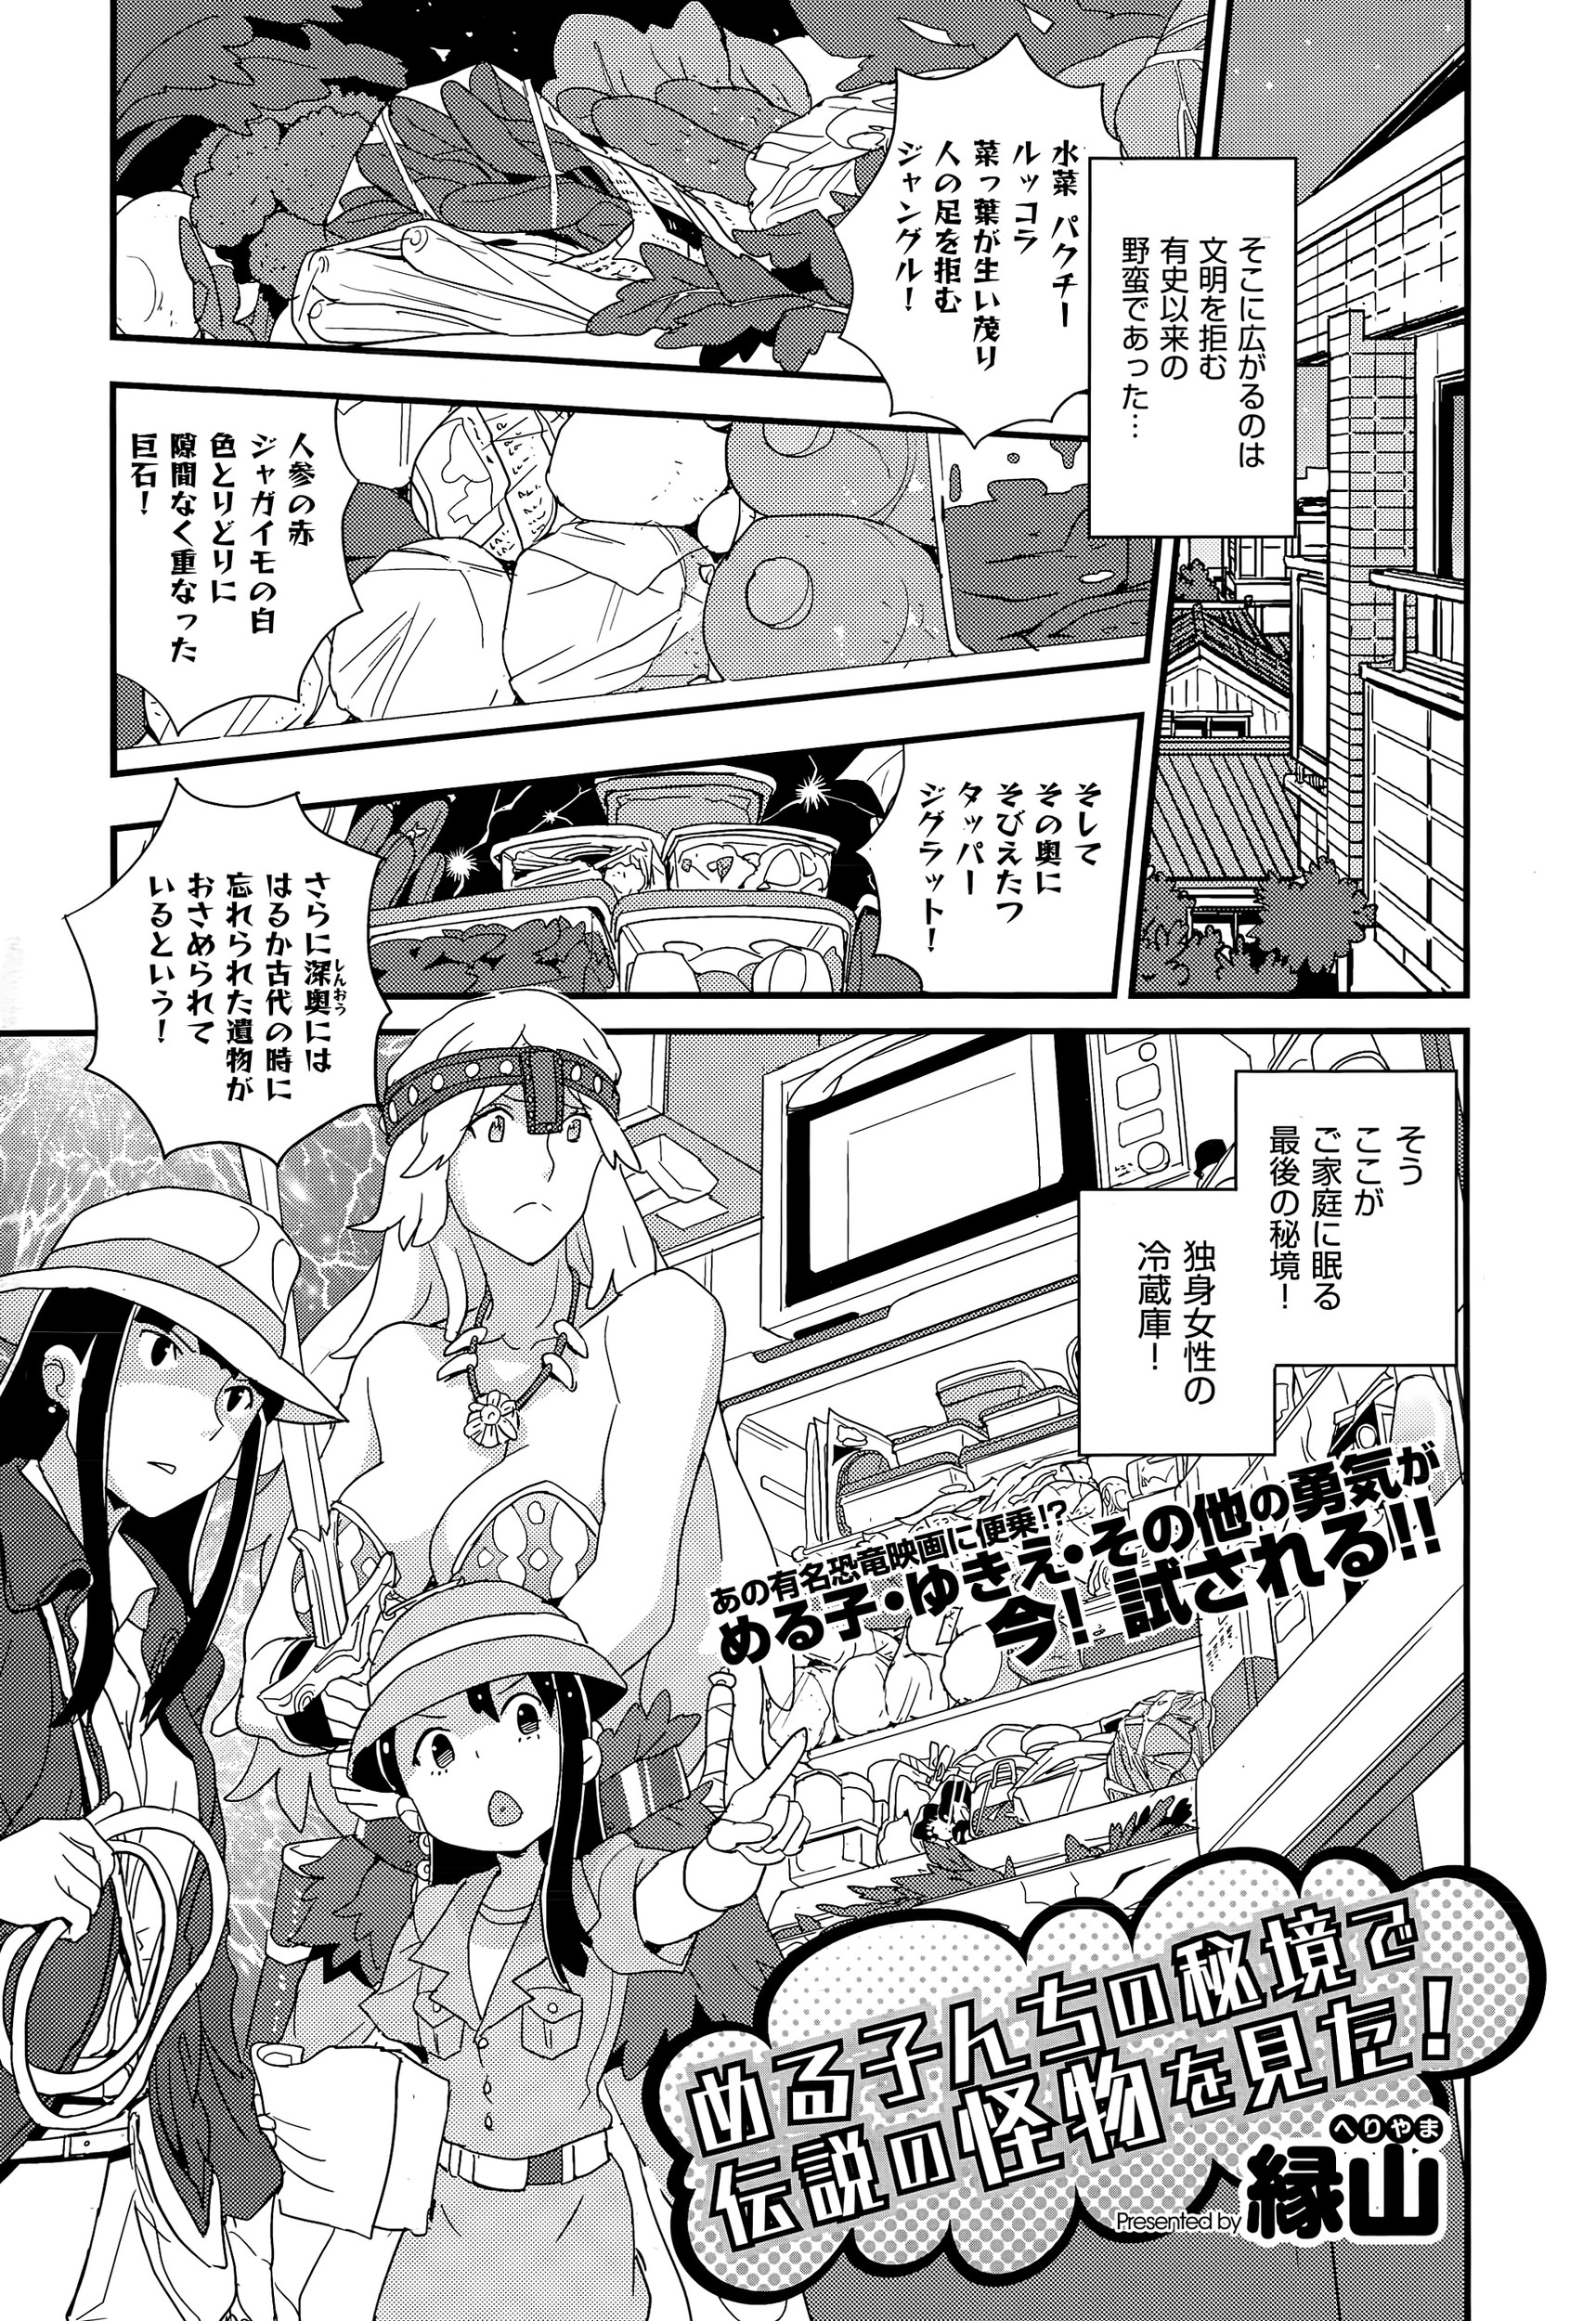 そこに広がるのは
文明を拒む
有史以来の
野蛮であった…
水菜 パクチー
ルッコラ
菜っ葉が生い茂り
人の足を拒む
ジャングル！
人参の赤
ジャガイモの白
色とりどりに
隙間なく重なった
巨石！
そして
その奥に
そびえたつ
タッパー
ジグラット！
さらに深奥には
しんおう
はるか古代の時に
忘れられた遺物が
おさめられて
いるという！
そう
ここが
ご家庭に眠る
最後の秘境！
独身女性の
冷蔵庫！
あの有名恐竜映画に便乗!?
める子・ゆきえ・その他の勇気が
今！ 試される!!
める子んちの秘境で
伝説の怪物を見た！
へりやま
Presented by 縁山